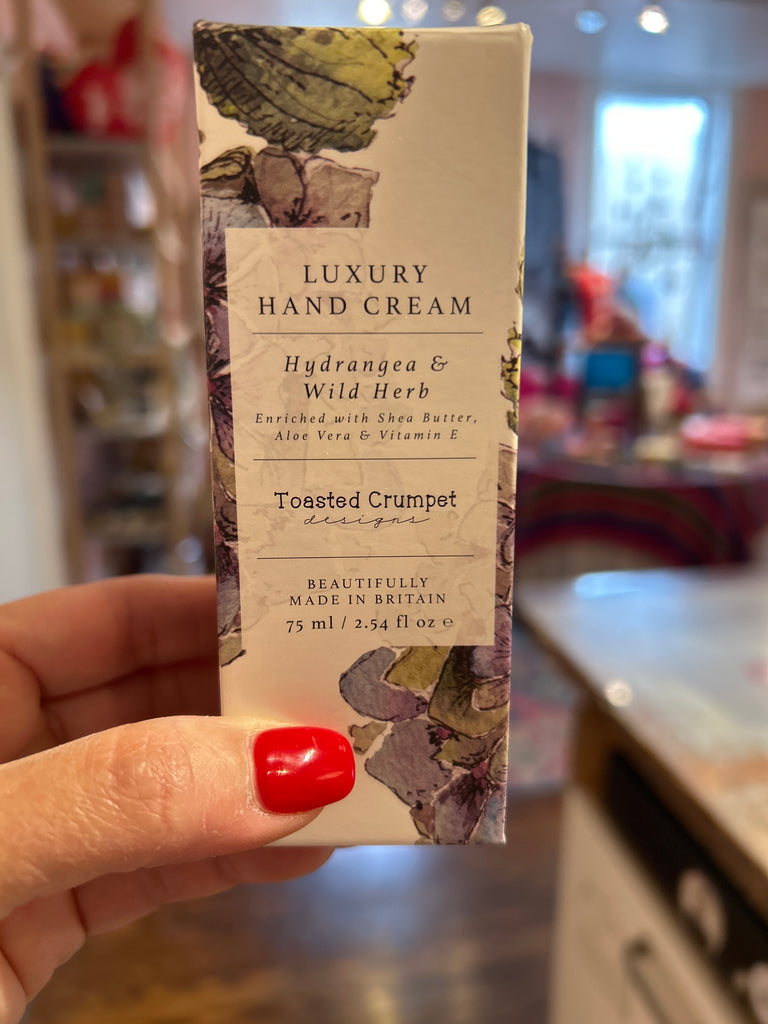 LUXURY
HAND CREAM
Hydrangea &
Wild Herb
Enriched with Shea Butter,
Aloe Vera & Vitamin E
Toasted Crumpet
designs
BEAUTIFULLY
MADE IN BRITAIN
75 ml / 2.54 fl oz ℮